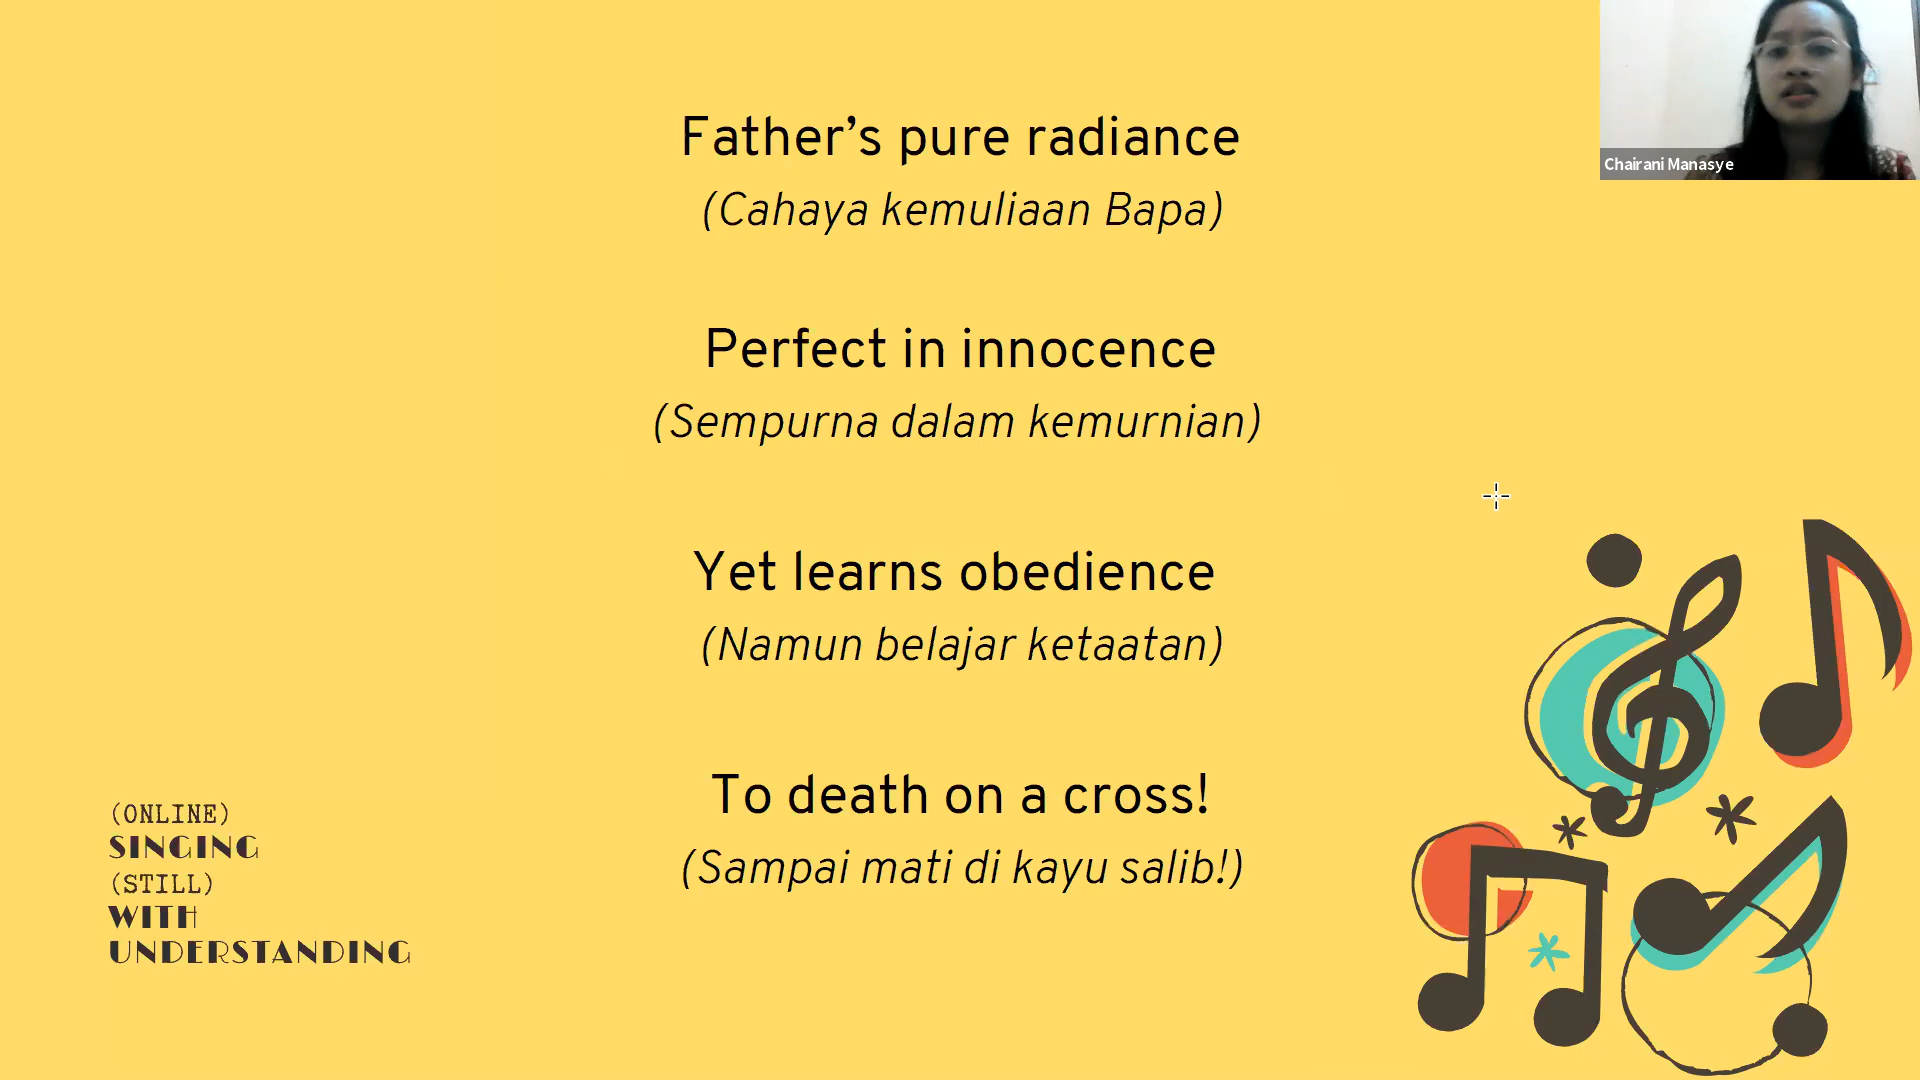 Father’s pure radiance
(Cahaya kemuliaan Bapa)
Perfect in innocence
(Sempurna dalam kemurnian)
Yet learns obedience
(Namun belajar ketaatan)
To death on a cross!
(Sampai mati di kayu salib!)
(ONLINE)
SINGING
(STILL)
WITH
UNDERSTANDING
Chairani Manasye